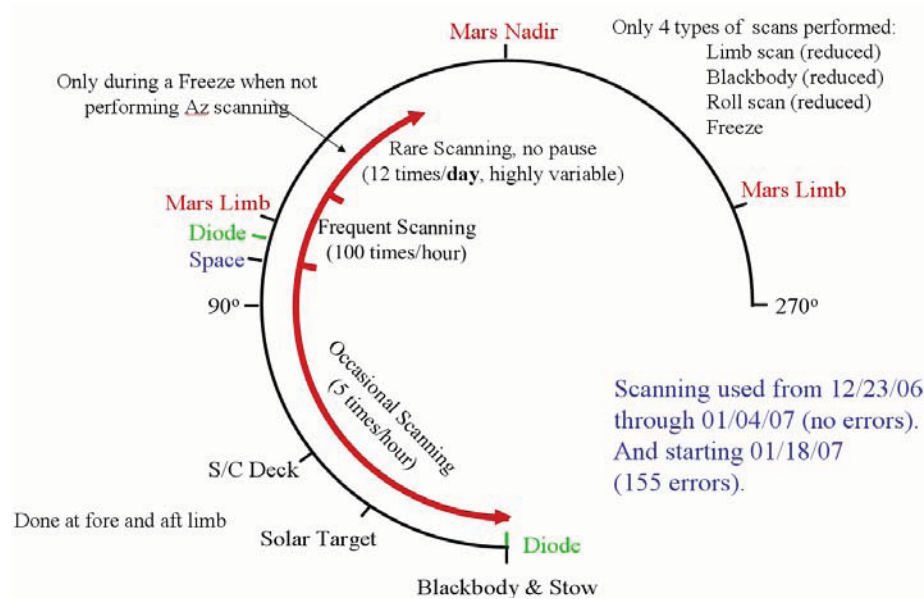 Mars Nadir
Only 4 types of scans performed:
Limb scan (reduced)
Blackbody (reduced)
Roll scan (reduced)
Freeze
Only during a Freeze when not
performing Az scanning
Rare Scanning, no pause
(12 times/day, highly variable)
Mars Limb
Mars Limb
Diode
Space
Frequent Scanning
(100 times/hour)
90º
270º
Occasional Scanning
(5 times/hour)
Scanning used from 12/23/06
through 01/04/07 (no errors).
And starting 01/18/07
(155 errors).
S/C Deck
Done at fore and aft limb
Solar Target
Diode
Blackbody & Stow